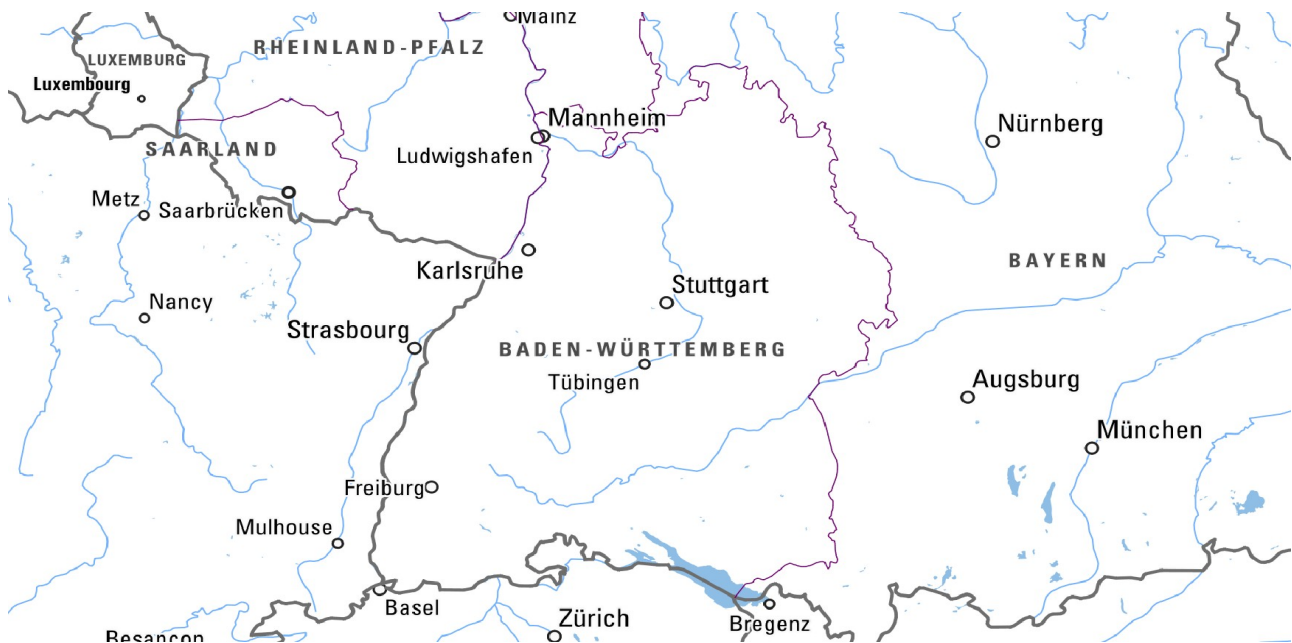 Mainz
RHEINLAND-PFALZ
LUXEMBURG
Luxembourg
Mannheim
Nürnberg
SAARLAND
Ludwigshafen
Metz
Saarbrücken
Karlsruhe
BAYERN
Stuttgart
Nancy
Strasbourg
BADEN-WÜRTTEMBERG
Tübingen
Augsburg
München
Freiburg
Mulhouse
Basel
Zürich
Bregenz
Besançon